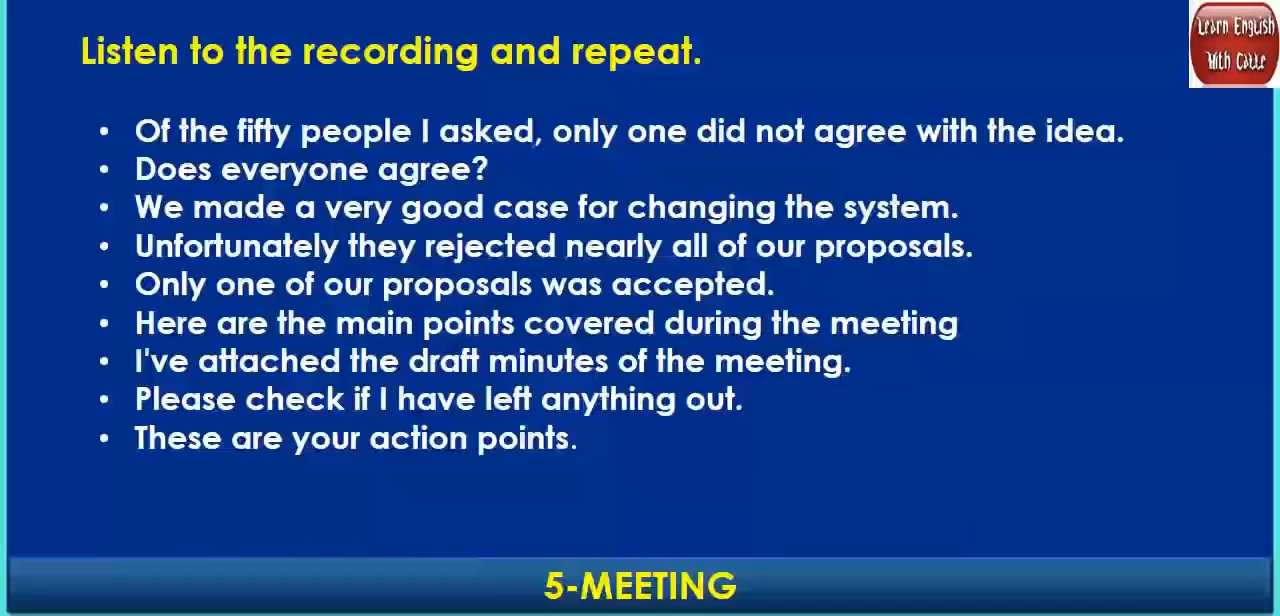 Learn English
With Cattr
Listen to the recording and repeat.
• Of the fifty people I asked, only one did not agree with the idea.
• Does everyone agree?
• We made a very good case for changing the system.
• Unfortunately they rejected nearly all of our proposals.
• Only one of our proposals was accepted.
• Here are the main points covered during the meeting
• I've attached the draft minutes of the meeting.
• Please check if I have left anything out.
• These are your action points.
5-MEETING